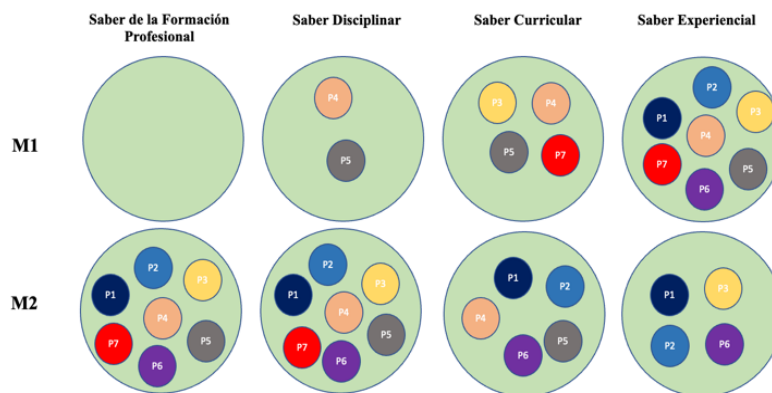 Saber de la Formación
Profesional
Saber Disciplinar
Saber Curricular
Saber Experiencial
M1
P4
P5
P3
P4
P5
P7
P2
P1
P3
P4
P7
P5
P6
M2
P2
P3
P1
P4
P7
P5
P6
P2
P3
P1
P4
P5
P7
P6
P1
P2
P4
P5
P6
P1
P3
P2
P6